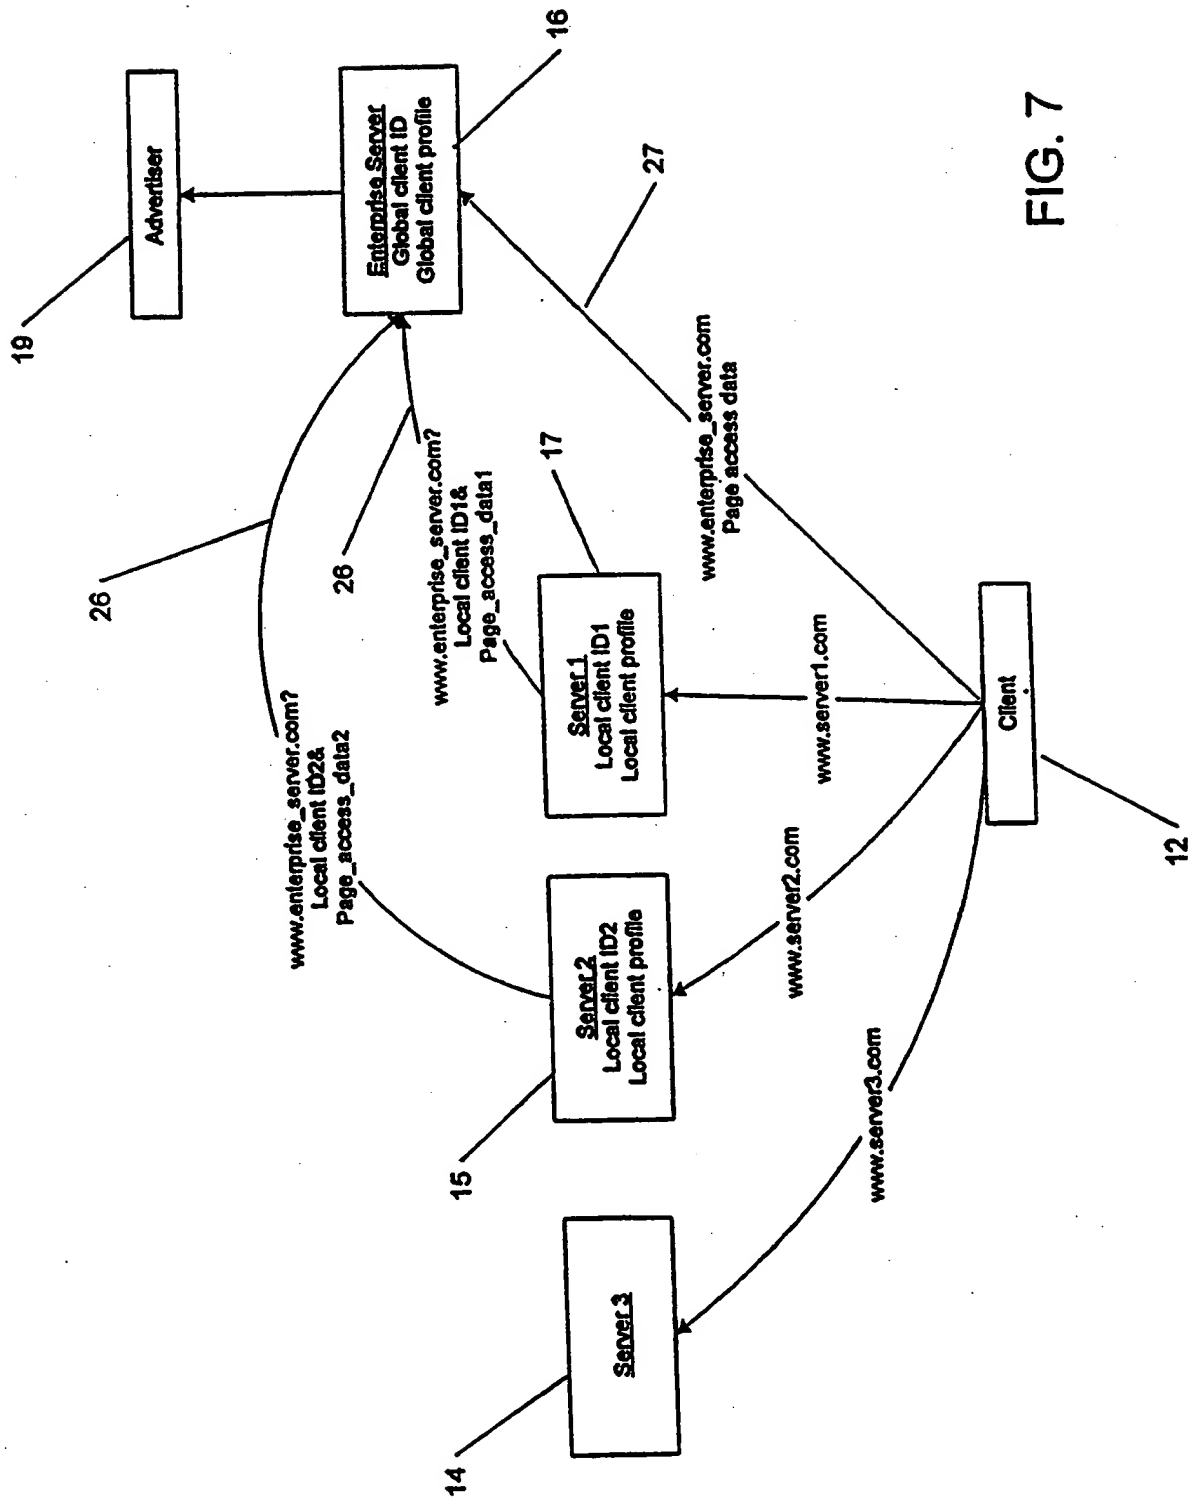 19
Advertiser
16
Enterprise Server
Global client ID
Global client profile
26
26
27
www.enterprise_server.com?
Local client ID2&
Page_access_data2
www.enterprise_server.com?
Local client ID1&
Page_access_data1
www.enterprise_server.com
Page access data
14
Server 3
15
Server 2
Local client ID2
Local client profile
17
Server 1
Local client ID1
Local client profile
www.server3.com
www.server2.com
www.server1.com
Client
12
FIG. 7